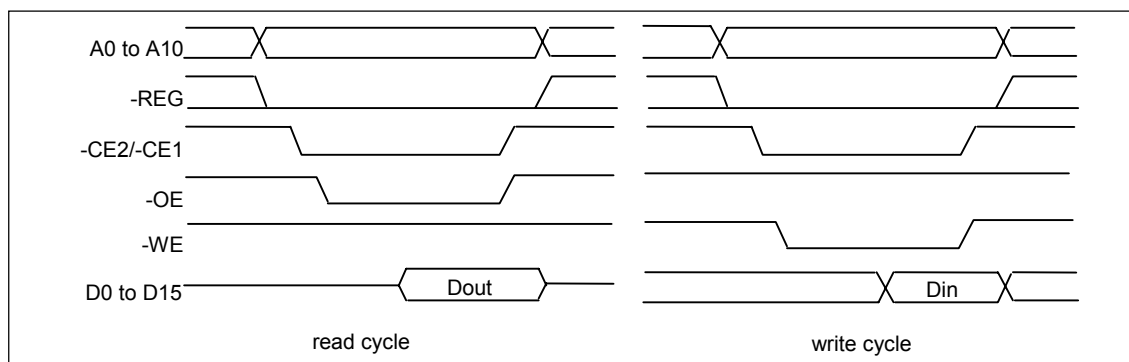 A0 to A10
-REG
-CE2/-CE1
-OE
-WE
D0 to D15
Dout
Din
read cycle
write cycle